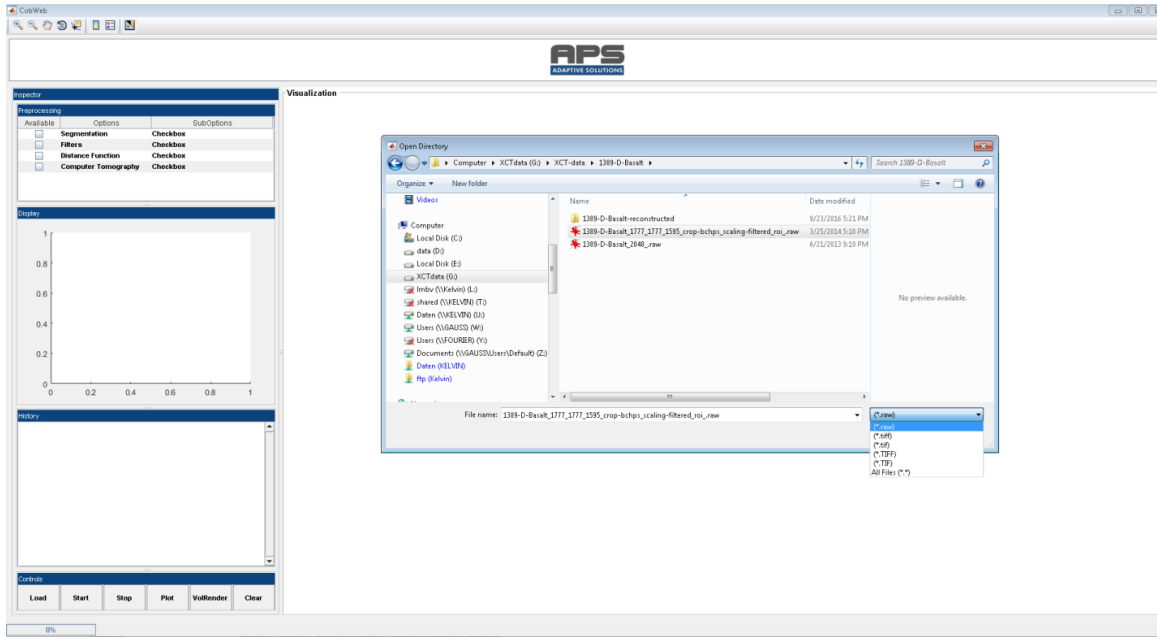 CobWeb
APS
ADAPTIVE SOLUTIONS
Inspector
Preprocessing
Available Options SubOptions
Segmentation Checkbox
Filters Checkbox
Distance Function Checkbox
Computer Tomography Checkbox
Display
1
0.8
0.6
0.4
0.2
0
0 0.2 0.4 0.6 0.8 1
History
Controls
Load Start Stop Plot VolRender Clear
0%
Visualization
Open Directory
Computer XCTdata (G:) XCT-data 1389-D-Basalt
Search 1389-D-Basalt
Organize New folder
Videos
Computer
Local Disk (C:)
data (D:)
Local Disk (E:)
XCTdata (G:)
lmbv (\\Kelvin) (L:)
shared (\\KELVIN) (T:)
Daten (\\KELVIN) (U:)
Users (\\GAUSS) (W:)
Users (\\FOURIER) (Y:)
Documents (\\GAUSS\Users\Default) (Z:)
Daten (KELVIN)
ftp (Kelvin)
Name Date modified
1389-D-Basalt-reconstructed 9/23/2016 5:21 PM
1389-D-Basalt_1777_1777_1595_crop-bchps_scaling-filtered_roi_.raw 3/25/2014 5:18 PM
1389-D-Basalt_2048_.raw 6/21/2013 9:19 PM
No preview available.
File name: 1389-D-Basalt_1777_1777_1595_crop-bchps_scaling-filtered_roi_.raw
(*.raw)
(*.raw)
(*.tiff)
(*.tif)
(*.TIFF)
(*.TIF)
All Files (*.*)